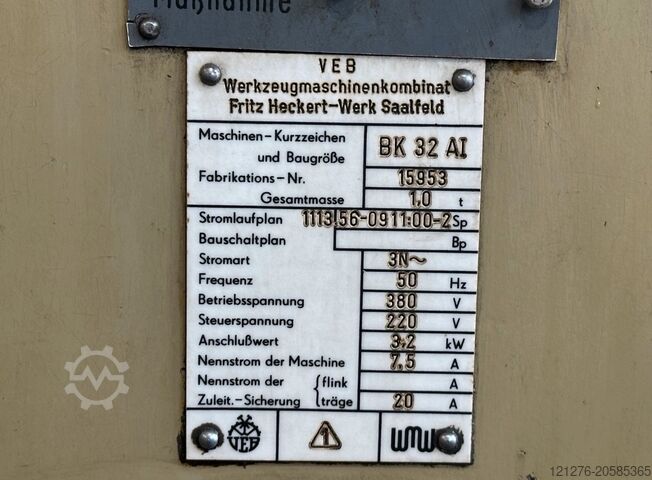 Maßnahme
VEB
Werkzeugmaschinenkombinat
Fritz Heckert-Werk Saalfeld
Maschinen-Kurzzeichen
und Baugröße BK 32 AI
Fabrikations-Nr. 15953
Gesamtmasse 1,0 t
Stromlaufplan 1113.56-0911:00-2 Sp
Bauschaltplan Bp
Stromart 3N~
Frequenz 50 Hz
Betriebsspannung 380 V
Steuerspannung 220 V
Anschlußwert 3,2 kW
Nennstrom der Maschine 7,5 A
Nennstrom der { flink A
Zuleit.-Sicherung träge 20 A
VEB 1 WMW
121276-20585365